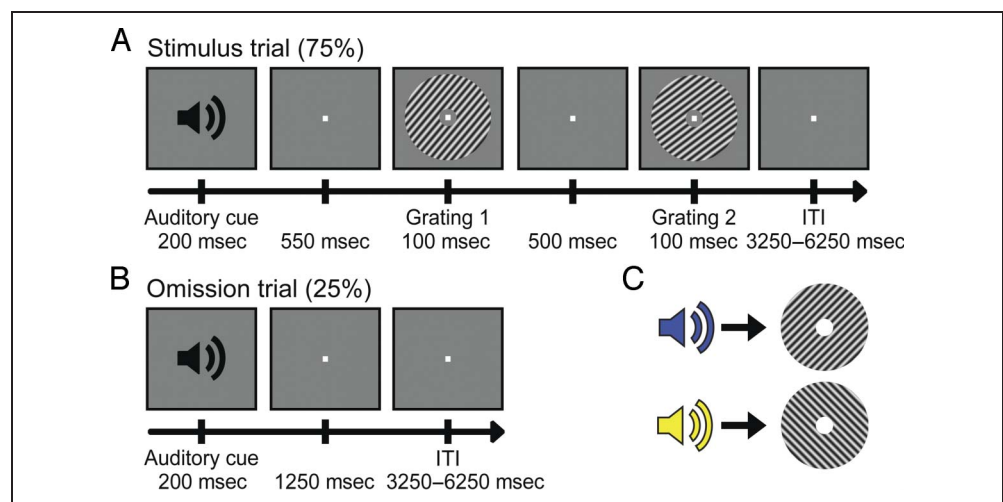 A Stimulus trial (75%)
Auditory cue
200 msec
550 msec
Grating 1
100 msec
500 msec
Grating 2
100 msec
ITI
3250–6250 msec
B Omission trial (25%)
Auditory cue
200 msec
1250 msec
ITI
3250–6250 msec
C